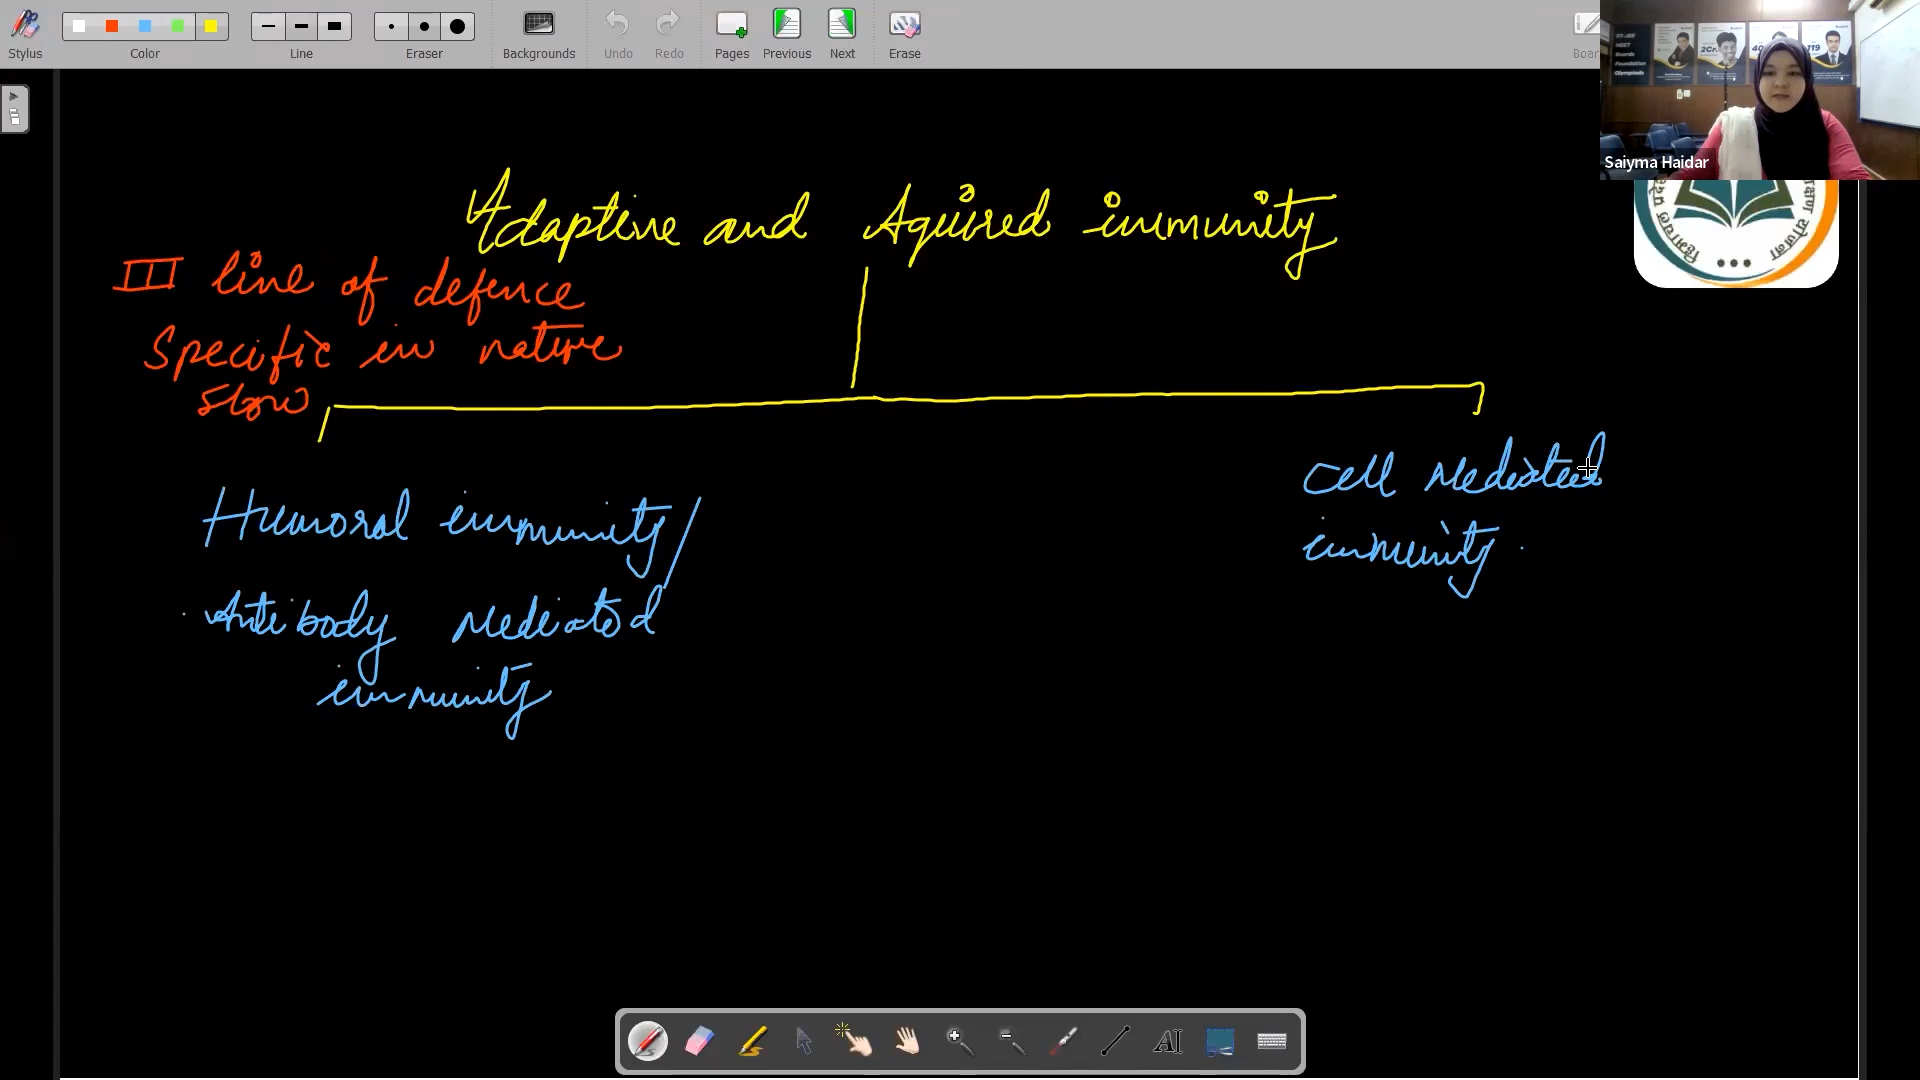 Stylus Color Line Eraser Backgrounds Undo Redo Pages Previous Next Erase
Saiyma Haidar
Adaptive and Aquired immunity
III line of defence
Specific in nature
slow
Humoral immunity/
Antibody Mediated
immunity
Cell Mediated
immunity